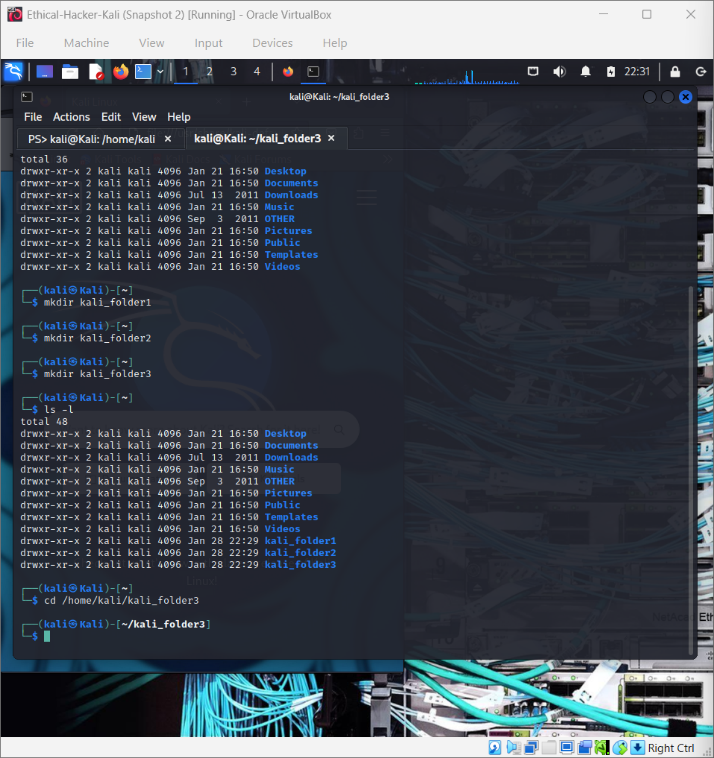 Ethical-Hacker-Kali (Snapshot 2) [Running] - Oracle VirtualBox
File Machine View Input Devices Help
1 2 3 4 22:31
kali@Kali: ~/kali_folder3
File Actions Edit View Help
PS> kali@Kali: /home/kali × kali@Kali: ~/kali_folder3 ×
total 36
drwxr-xr-x 2 kali kali 4096 Jan 21 16:50 Desktop
drwxr-xr-x 2 kali kali 4096 Jan 21 16:50 Documents
drwxr-xr-x 2 kali kali 4096 Jul 13  2011 Downloads
drwxr-xr-x 2 kali kali 4096 Jan 21 16:50 Music
drwxr-xr-x 2 kali kali 4096 Sep  3  2011 OTHER
drwxr-xr-x 2 kali kali 4096 Jan 21 16:50 Pictures
drwxr-xr-x 2 kali kali 4096 Jan 21 16:50 Public
drwxr-xr-x 2 kali kali 4096 Jan 21 16:50 Templates
drwxr-xr-x 2 kali kali 4096 Jan 21 16:50 Videos
┌──(kali㉿Kali)-[~]
└─$ mkdir kali_folder1
┌──(kali㉿Kali)-[~]
└─$ mkdir kali_folder2
┌──(kali㉿Kali)-[~]
└─$ mkdir kali_folder3
┌──(kali㉿Kali)-[~]
└─$ ls -l
total 48
drwxr-xr-x 2 kali kali 4096 Jan 21 16:50 Desktop
drwxr-xr-x 2 kali kali 4096 Jan 21 16:50 Documents
drwxr-xr-x 2 kali kali 4096 Jul 13  2011 Downloads
drwxr-xr-x 2 kali kali 4096 Jan 21 16:50 Music
drwxr-xr-x 2 kali kali 4096 Sep  3  2011 OTHER
drwxr-xr-x 2 kali kali 4096 Jan 21 16:50 Pictures
drwxr-xr-x 2 kali kali 4096 Jan 21 16:50 Public
drwxr-xr-x 2 kali kali 4096 Jan 21 16:50 Templates
drwxr-xr-x 2 kali kali 4096 Jan 21 16:50 Videos
drwxr-xr-x 2 kali kali 4096 Jan 28 22:29 kali_folder1
drwxr-xr-x 2 kali kali 4096 Jan 28 22:29 kali_folder2
drwxr-xr-x 2 kali kali 4096 Jan 28 22:29 kali_folder3
┌──(kali㉿Kali)-[~]
└─$ cd /home/kali/kali_folder3
┌──(kali㉿Kali)-[~/kali_folder3]
└─$
Right Ctrl